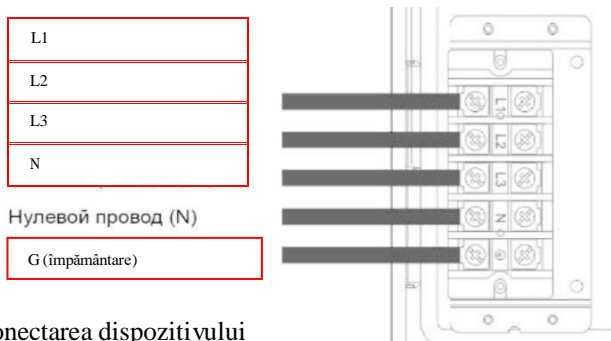 L1
L2
L3
N
Нулевой провод (N)
G (împământare)
L1
L2
L3
N
onectarea dispozitivului